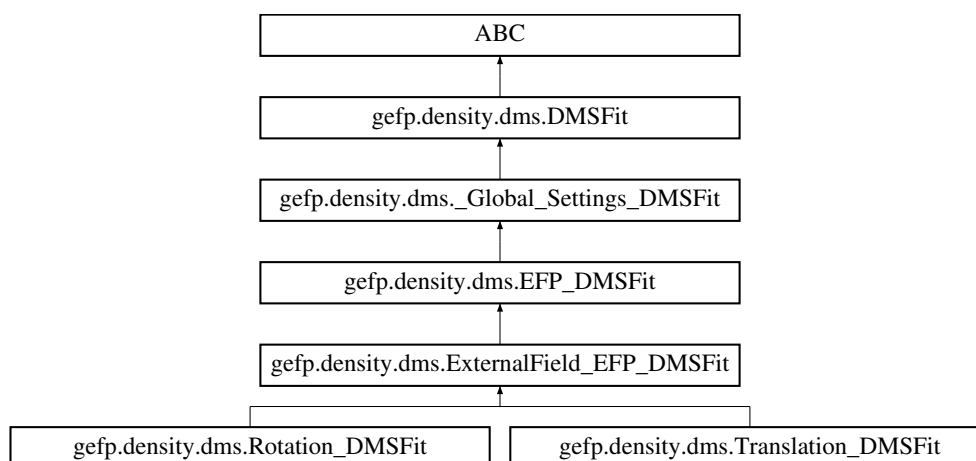 ABC
gefp.density.dms.DMSFit
gefp.density.dms._Global_Settings_DMSFit
gefp.density.dms.EFP_DMSFit
gefp.density.dms.ExternalField_EFP_DMSFit
gefp.density.dms.Rotation_DMSFit
gefp.density.dms.Translation_DMSFit